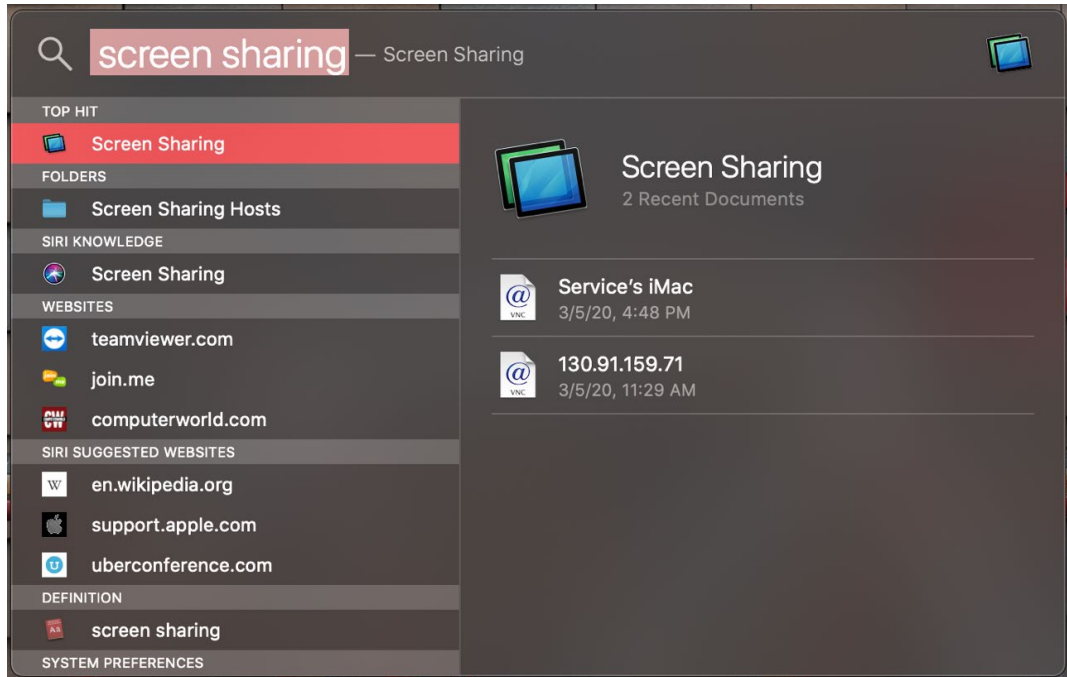 screen sharing — Screen Sharing
TOP HIT
Screen Sharing
FOLDERS
Screen Sharing Hosts
SIRI KNOWLEDGE
Screen Sharing
WEBSITES
teamviewer.com
join.me
computerworld.com
SIRI SUGGESTED WEBSITES
W en.wikipedia.org
support.apple.com
uberconference.com
DEFINITION
screen sharing
SYSTEM PREFERENCES
Screen Sharing
2 Recent Documents
@ Service's iMac
VNC 3/5/20, 4:48 PM
@ 130.91.159.71
VNC 3/5/20, 11:29 AM